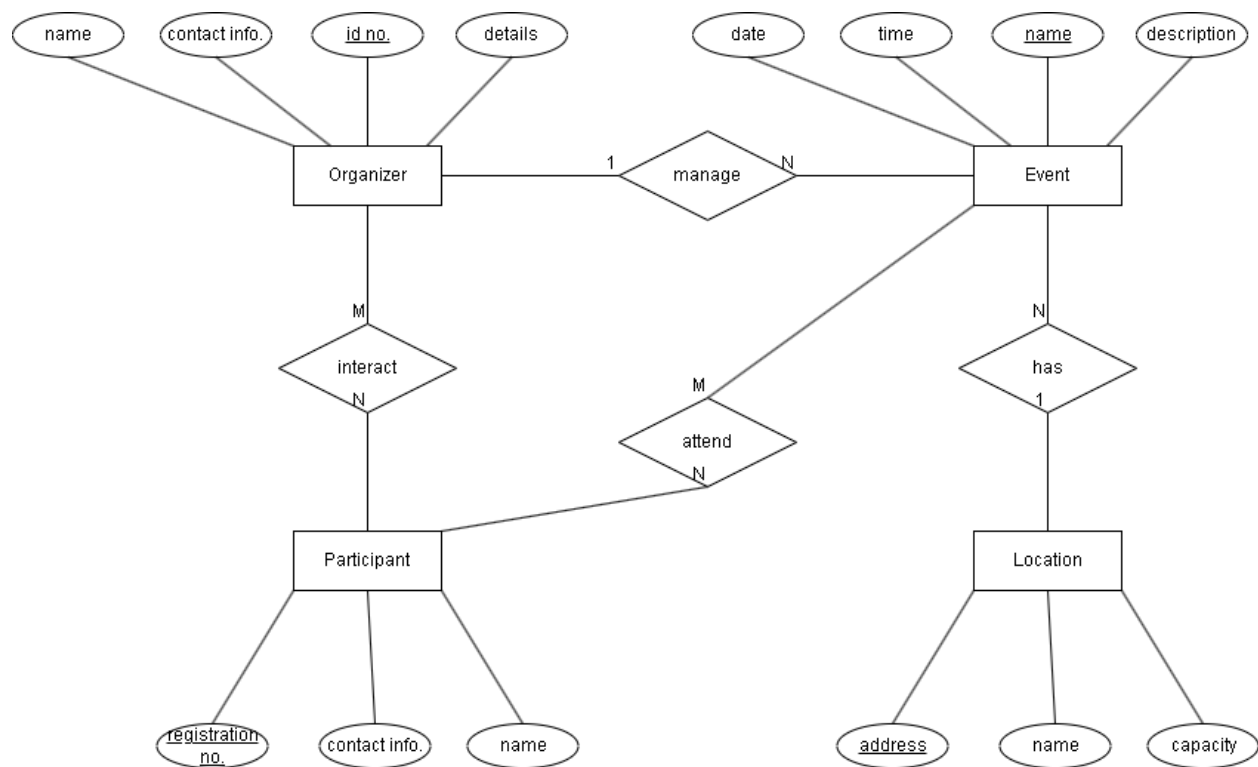 name
contact info.
id no.
details
date
time
name
description
Organizer
1
manage
N
Event
M
interact
N
M
attend
N
N
has
1
Participant
Location
registration
no.
contact info.
name
address
name
capacity